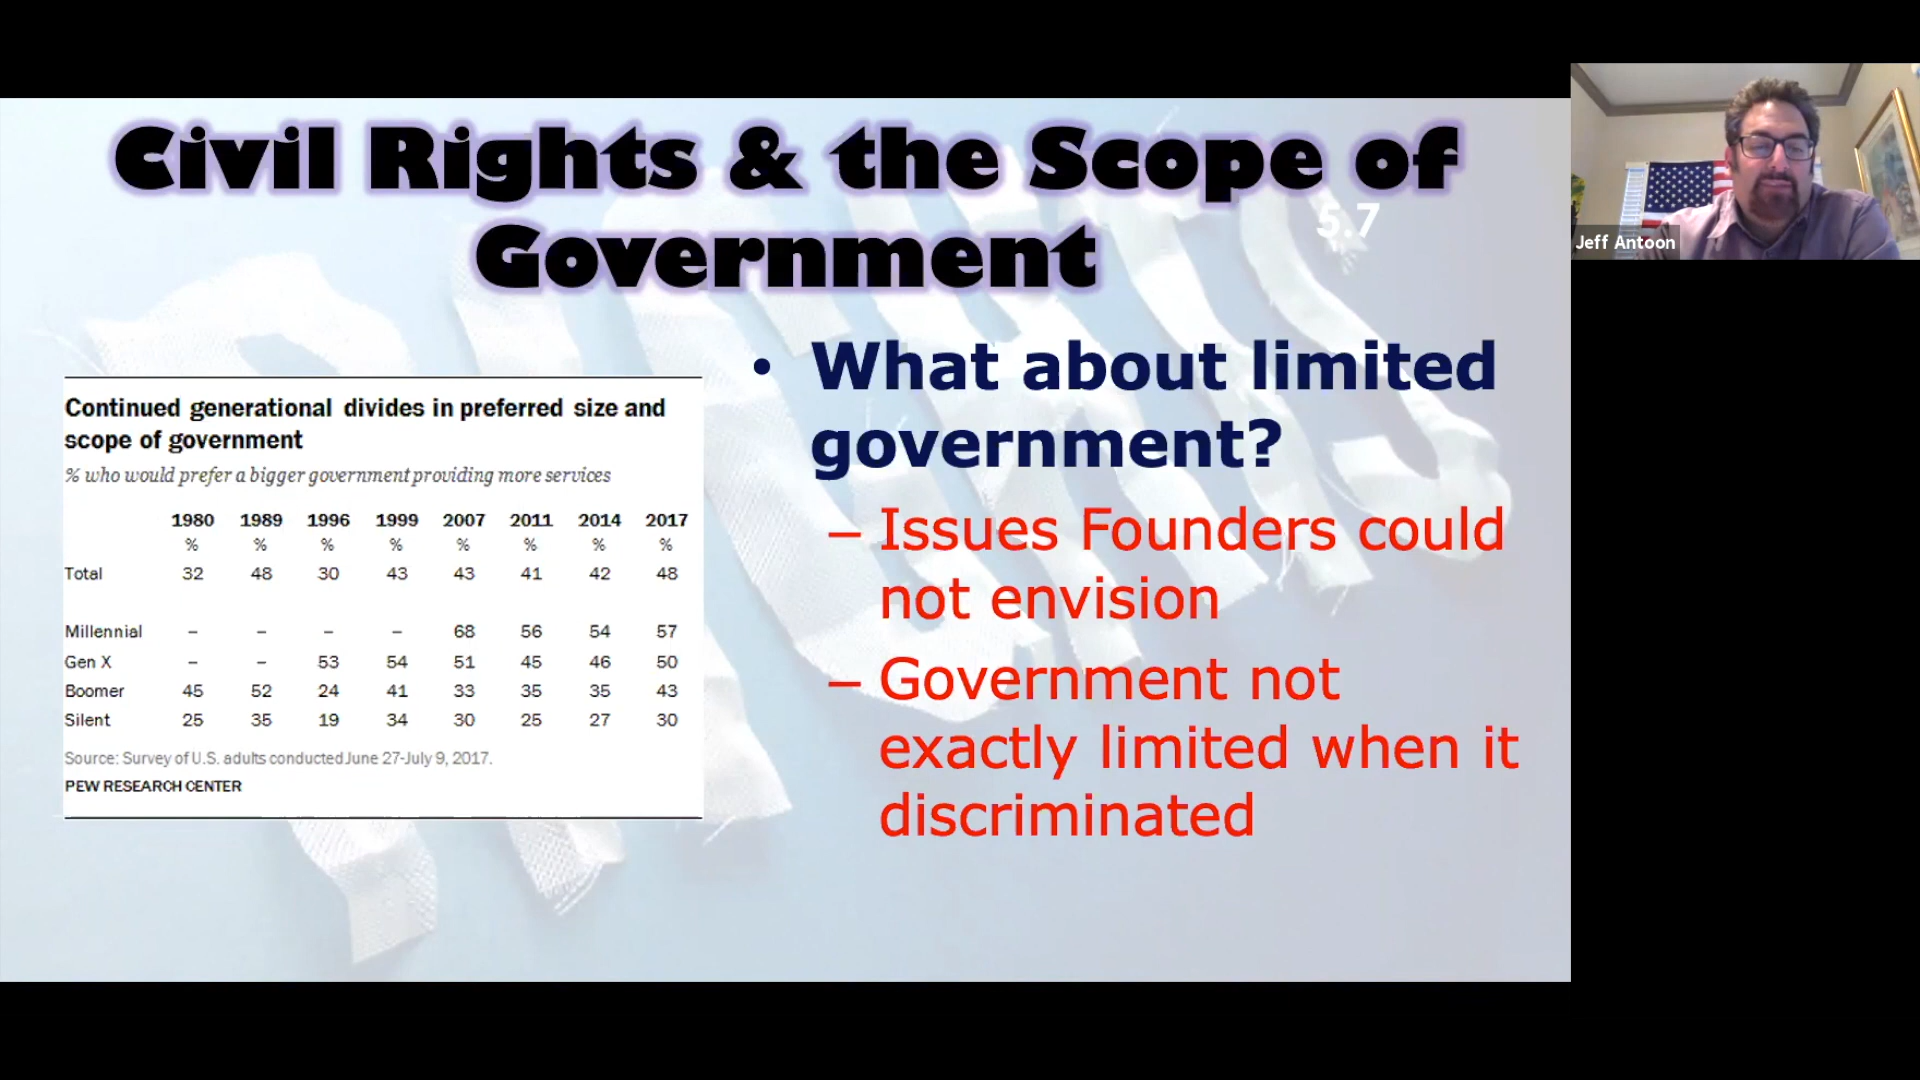 Civil Rights & the Scope of
Government
5.7
Jeff Antoon
Continued generational divides in preferred size and
scope of government
% who would prefer a bigger government providing more services
1980 1989 1996 1999 2007 2011 2014 2017
% % % % % % % %
Total 32 48 30 43 43 41 42 48
Millennial – – – – 68 56 54 57
Gen X – – 53 54 51 45 46 50
Boomer 45 52 24 41 33 35 35 43
Silent 25 35 19 34 30 25 27 30
Source: Survey of U.S. adults conducted June 27-July 9, 2017.
PEW RESEARCH CENTER
• What about limited
government?
– Issues Founders could
not envision
– Government not
exactly limited when it
discriminated
RIGHTS